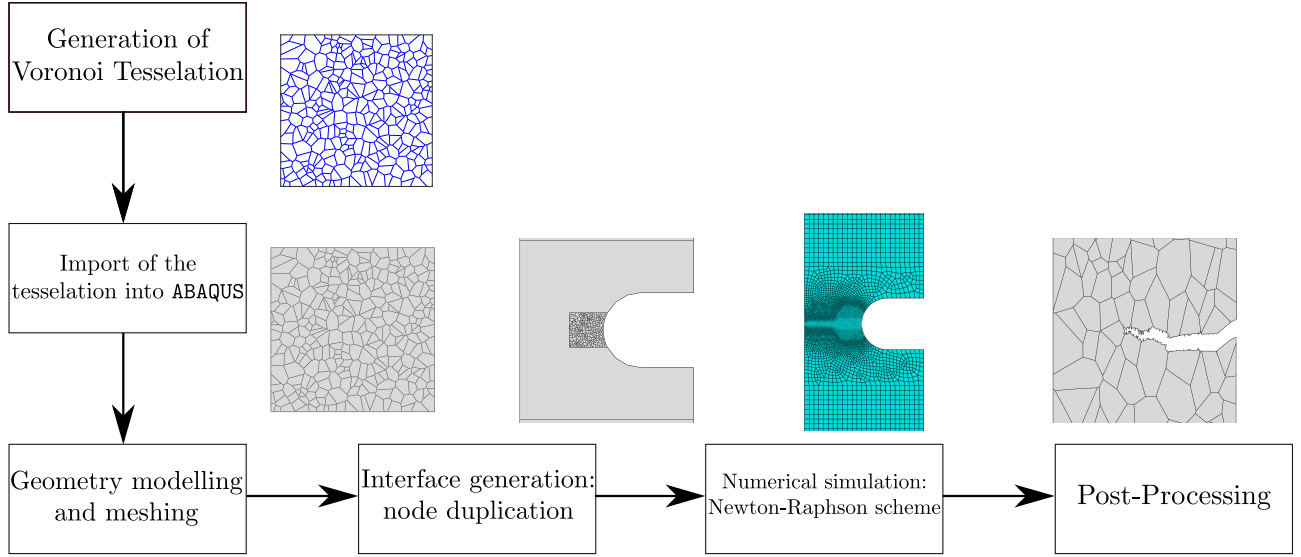 Generation of
Voronoi Tesselation
Import of the
tesselation into ABAQUS
Geometry modelling
and meshing
Interface generation:
node duplication
Numerical simulation:
Newton-Raphson scheme
Post-Processing